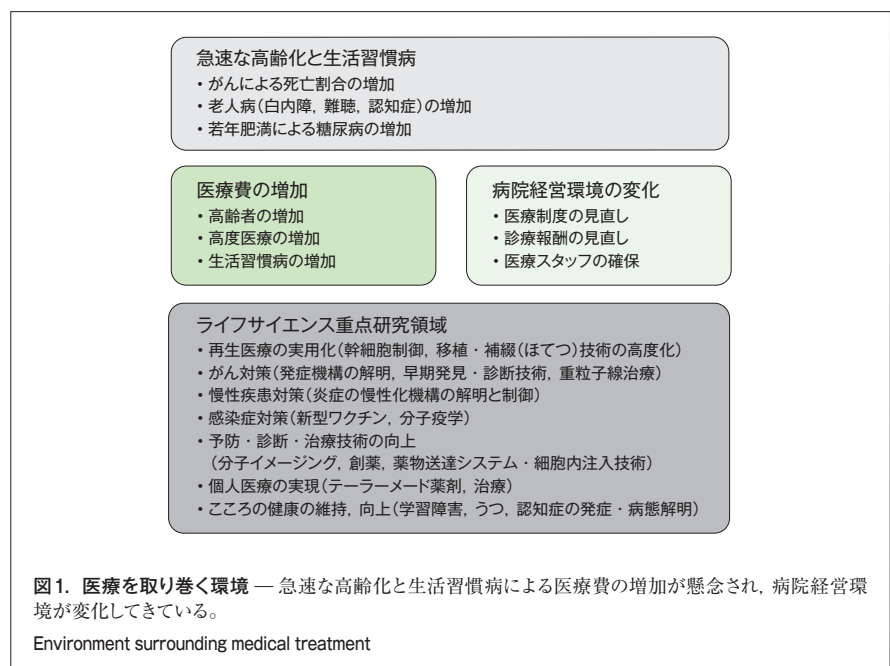 急速な高齢化と生活習慣病
・がんによる死亡割合の増加
・老人病(白内障, 難聴, 認知症)の増加
・若年肥満による糖尿病の増加
医療費の増加
・高齢者の増加
・高度医療の増加
・生活習慣病の増加
病院経営環境の変化
・医療制度の見直し
・診療報酬の見直し
・医療スタッフの確保
ライフサイエンス重点研究領域
・再生医療の実用化(幹細胞制御, 移植・補綴(ほてつ)技術の高度化)
・がん対策(発症機構の解明, 早期発見・診断技術, 重粒子線治療)
・慢性疾患対策(炎症の慢性化機構の解明と制御)
・感染症対策(新型ワクチン, 分子疫学)
・予防・診断・治療技術の向上
(分子イメージング, 創薬, 薬物送達システム・細胞内注入技術)
・個人医療の実現(テーラーメード薬剤, 治療)
・こころの健康の維持, 向上(学習障害, うつ, 認知症の発症・病態解明)
図1. 医療を取り巻く環境 — 急速な高齢化と生活習慣病による医療費の増加が懸念され, 病院経営環
境が変化してきている。
Environment surrounding medical treatment